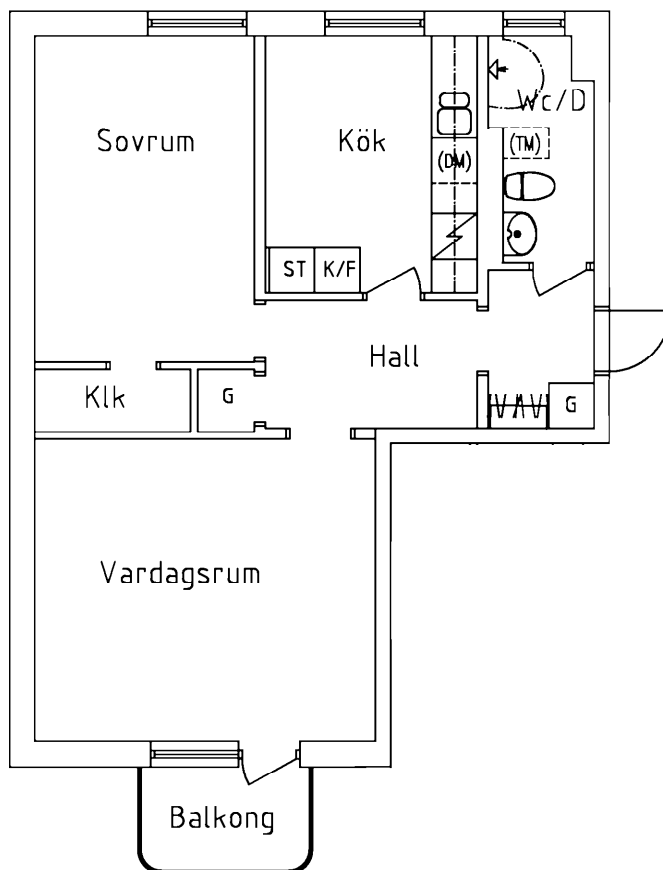 Wc/D
Sovrum
Kök
(TM)
(DM)
ST
K/F
Hall
Klk
G
G
Vardagsrum
Balkong